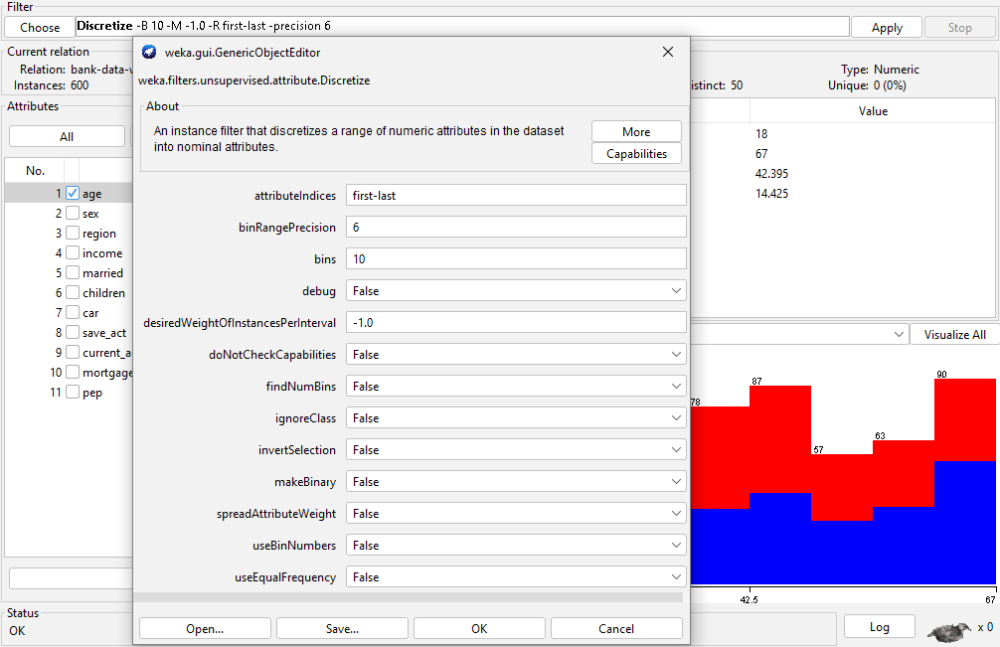 Filter
Choose
Discretize -B 10 -M -1.0 -R first-last -precision 6
Apply
Stop
Current relation
Relation: bank-data-
Instances: 600
Attributes
All
No.
1 age
2 sex
3 region
4 income
5 married
6 children
7 car
8 save_act
9 current_a
10 mortgage
11 pep
Status
OK
weka.gui.GenericObjectEditor
weka.filters.unsupervised.attribute.Discretize
About
An instance filter that discretizes a range of numeric attributes in the dataset
into nominal attributes.
More
Capabilities
attributeIndices first-last
binRangePrecision 6
bins 10
debug False
desiredWeightOfInstancesPerInterval -1.0
doNotCheckCapabilities False
findNumBins False
ignoreClass False
invertSelection False
makeBinary False
spreadAttributeWeight False
useBinNumbers False
useEqualFrequency False
Open...
Save...
OK
Cancel
Type: Numeric
istinct: 50
Unique: 0 (0%)
Value
18
67
42.395
14.425
Visualize All
78
87
57
63
90
42.5
67
Log
x 0